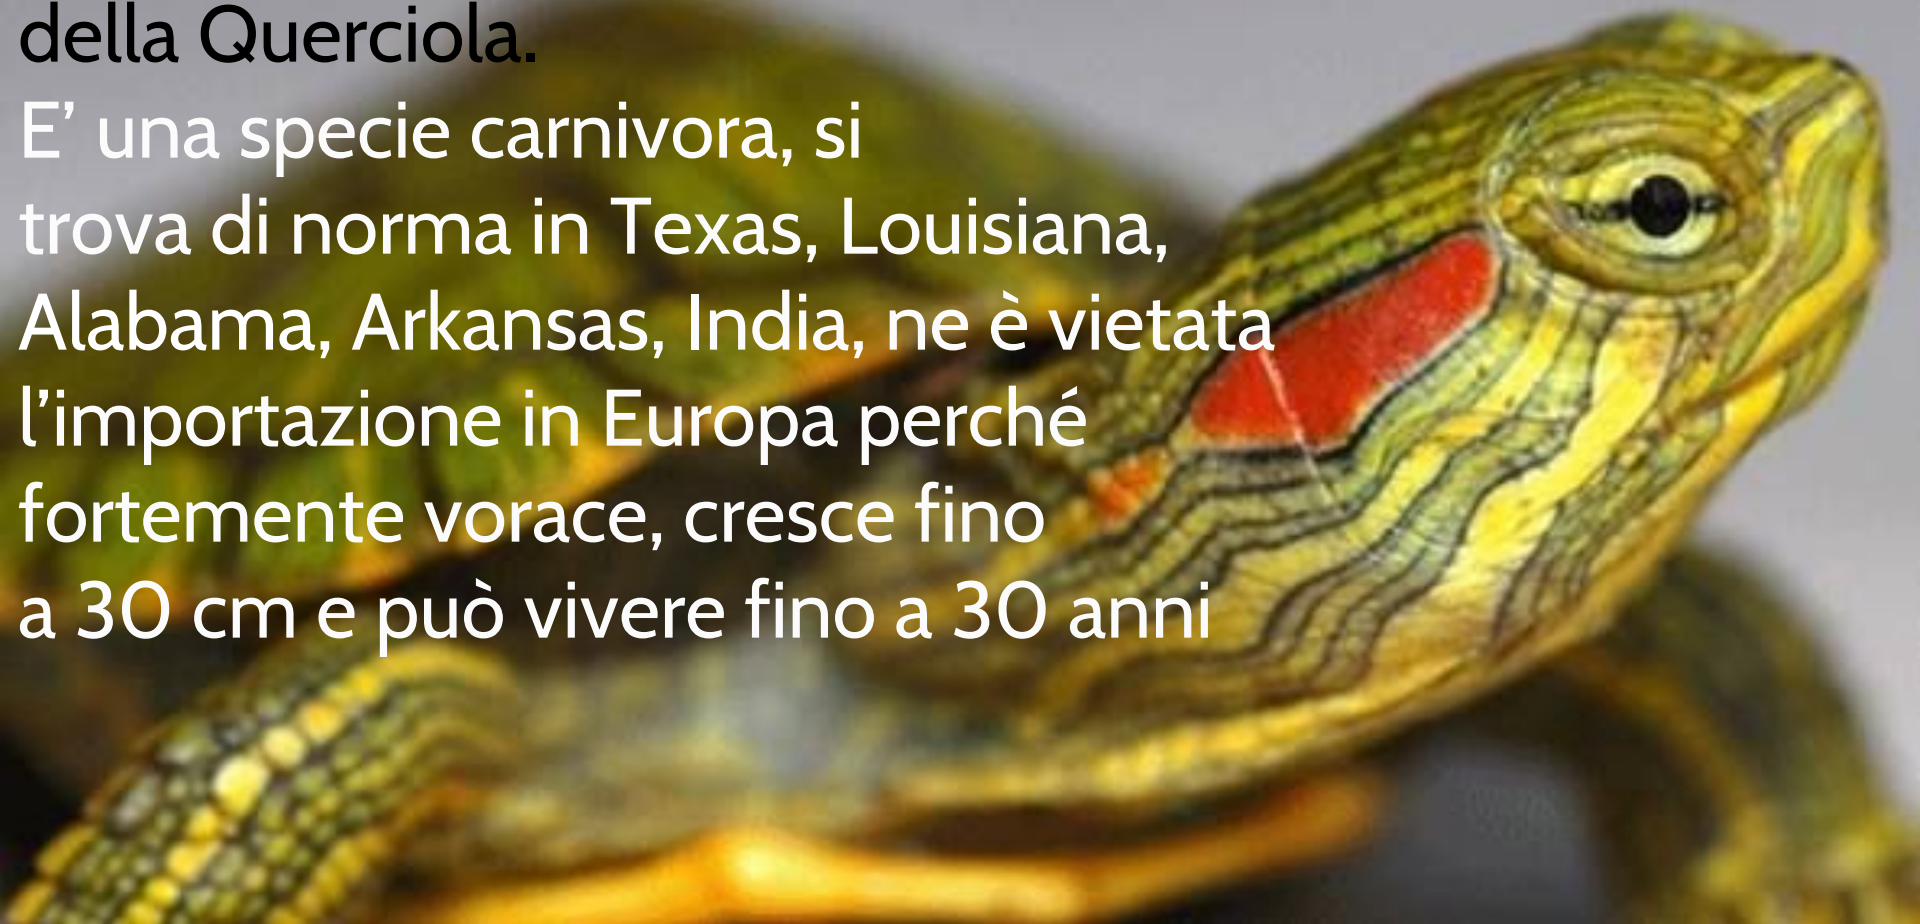 della Querciola.
E’ una specie carnivora, si
trova di norma in Texas, Louisiana,
Alabama, Arkansas, India, ne è vietata
l’importazione in Europa perché
fortemente vorace, cresce fino
a 30 cm e può vivere fino a 30 anni